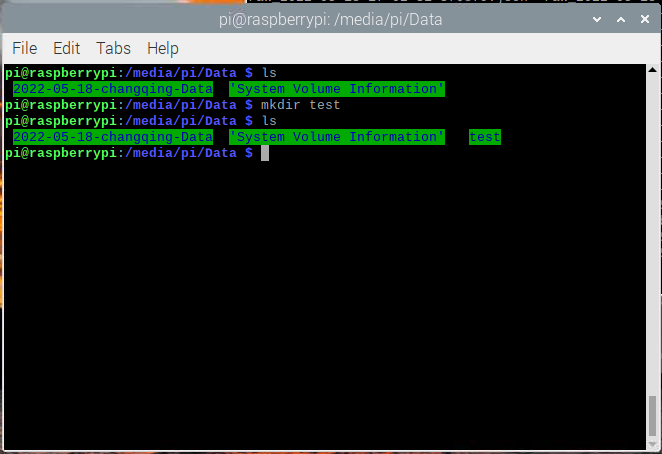 pi@raspberrypi: /media/pi/Data
File Edit Tabs Help
pi@raspberrypi:/media/pi/Data $ ls
2022-05-18-changqing-Data 'System Volume Information'
pi@raspberrypi:/media/pi/Data $ mkdir test
pi@raspberrypi:/media/pi/Data $ ls
2022-05-18-changqing-Data 'System Volume Information' test
pi@raspberrypi:/media/pi/Data $